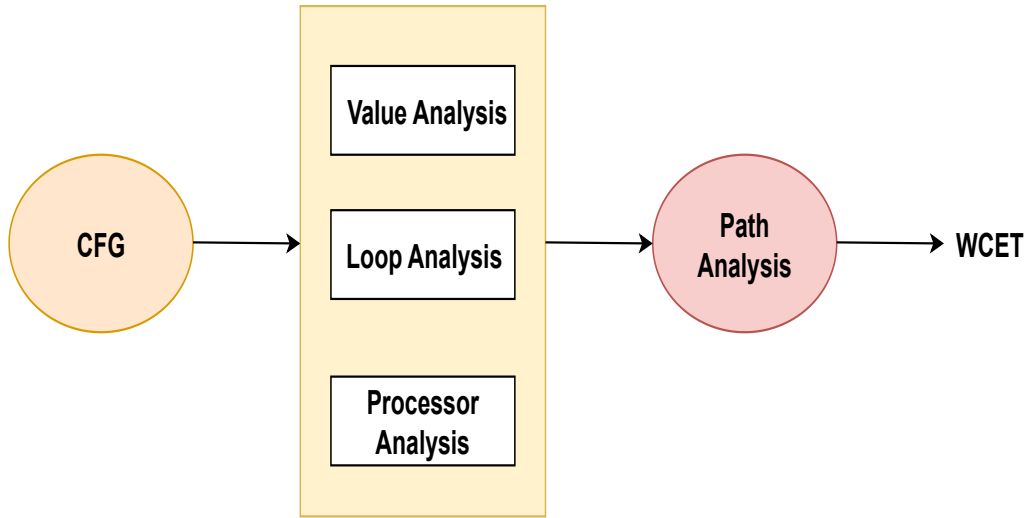 CFG
Value Analysis
Loop Analysis
Processor
Analysis
Path
Analysis
WCET